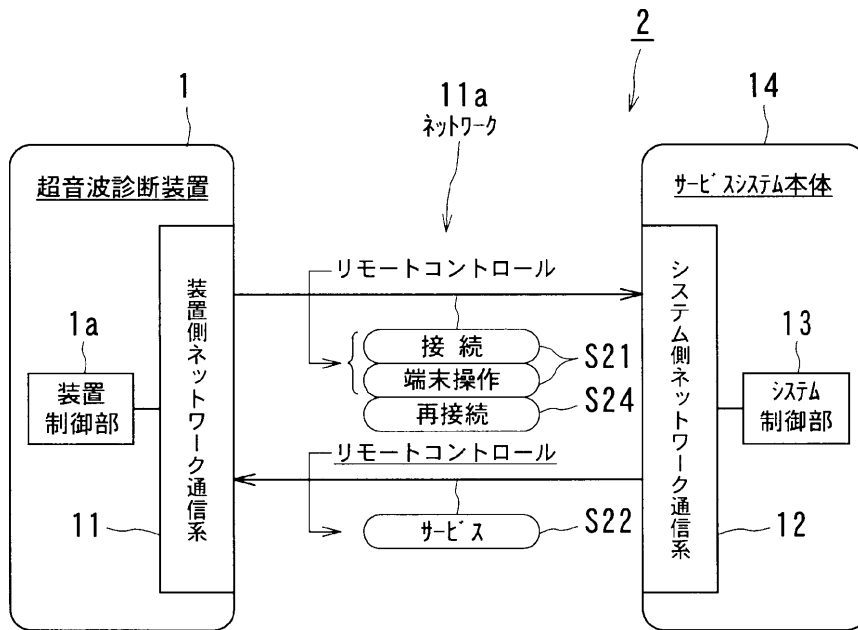 2
1
11a
ネットワーク
14
超音波診断装置
サービスシステム本体
リモートコントロール
装置側ネットワーク通信系
システム側ネットワーク通信系
1a
装置
制御部
接続
端末操作
再接続
S21
S24
13
システム
制御部
リモートコントロール
サービス
S22
11
12